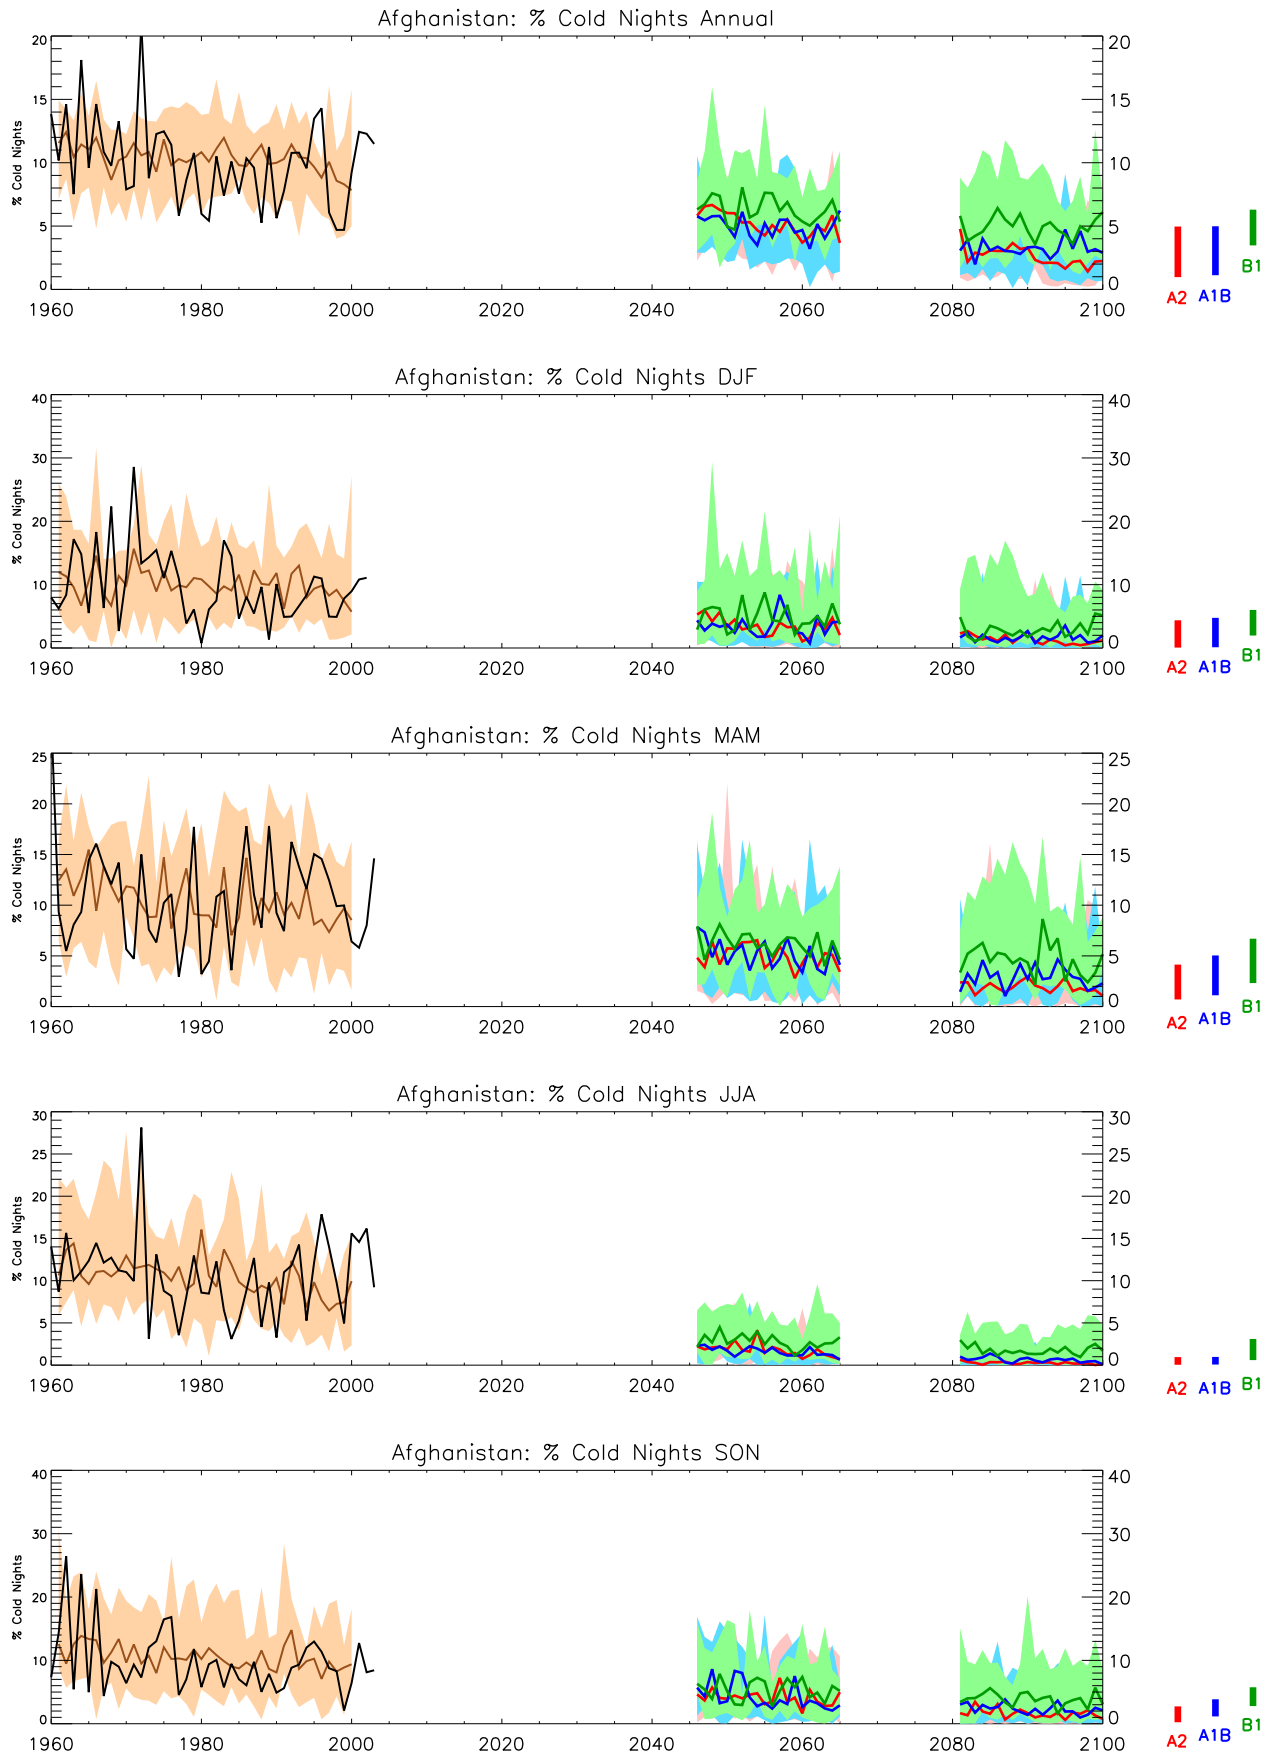 Afghanistan: % Cold Nights Annual
20 15 10 5 0
% Cold Nights
20 15 10 5 0
1960 1980 2000 2020 2040 2060 2080 2100
A2 A1B B1
Afghanistan: % Cold Nights DJF
40 30 20 10 0
% Cold Nights
40 30 20 10 0
1960 1980 2000 2020 2040 2060 2080 2100
A2 A1B B1
Afghanistan: % Cold Nights MAM
25 20 15 10 5 0
% Cold Nights
25 20 15 10 5 0
1960 1980 2000 2020 2040 2060 2080 2100
A2 A1B B1
Afghanistan: % Cold Nights JJA
30 25 20 15 10 5 0
% Cold Nights
30 25 20 15 10 5 0
1960 1980 2000 2020 2040 2060 2080 2100
A2 A1B B1
Afghanistan: % Cold Nights SON
40 30 20 10 0
% Cold Nights
40 30 20 10 0
1960 1980 2000 2020 2040 2060 2080 2100
A2 A1B B1